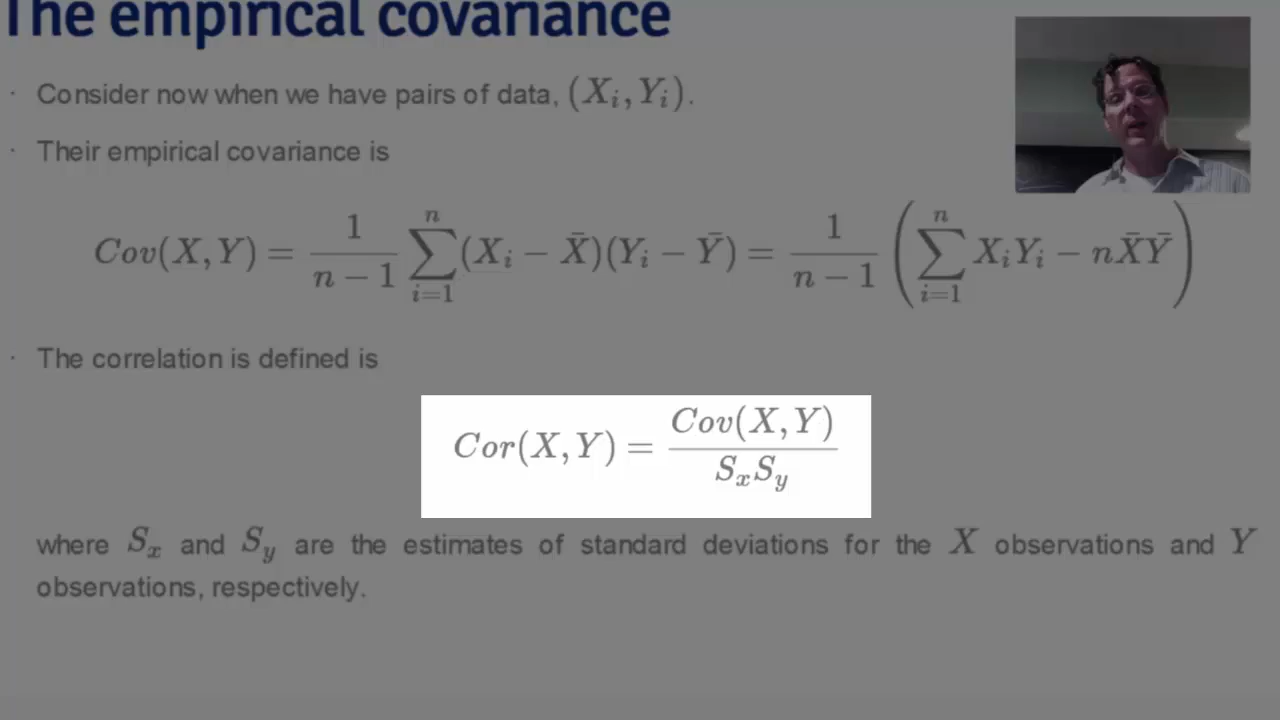 The empirical covariance
· Consider now when we have pairs of data, (X_i, Y_i).
· Their empirical covariance is
Cov(X, Y) = \frac{1}{n − 1} \sum_{i=1}^{n} (X_i − \bar{X})(Y_i − \bar{Y}) = \frac{1}{n − 1} \left( \sum_{i=1}^{n} X_i Y_i − n\bar{X}\bar{Y} \right)
· The correlation is defined is
Cor(X, Y) = \frac{Cov(X, Y)}{S_x S_y}
where S_x and S_y are the estimates of standard deviations for the X observations and Y
observations, respectively.